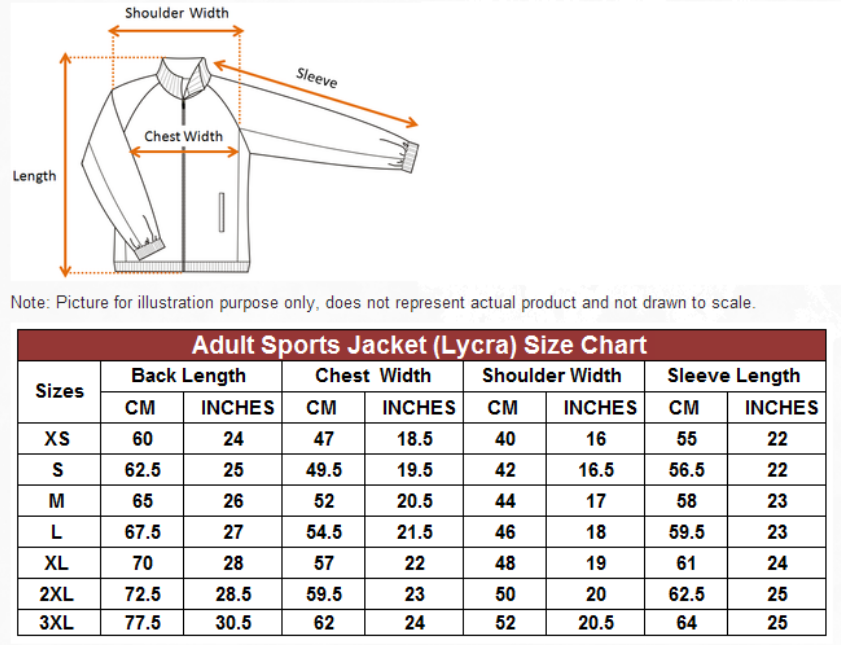 Shoulder Width
Sleeve
Chest Width
Length
Note: Picture for illustration purpose only, does not represent actual product and not drawn to scale.
Adult Sports Jacket (Lycra) Size Chart
Sizes Back Length Chest Width Shoulder Width Sleeve Length
CM INCHES CM INCHES CM INCHES CM INCHES
XS 60 24 47 18.5 40 16 55 22
S 62.5 25 49.5 19.5 42 16.5 56.5 22
M 65 26 52 20.5 44 17 58 23
L 67.5 27 54.5 21.5 46 18 59.5 23
XL 70 28 57 22 48 19 61 24
2XL 72.5 28.5 59.5 23 50 20 62.5 25
3XL 77.5 30.5 62 24 52 20.5 64 25